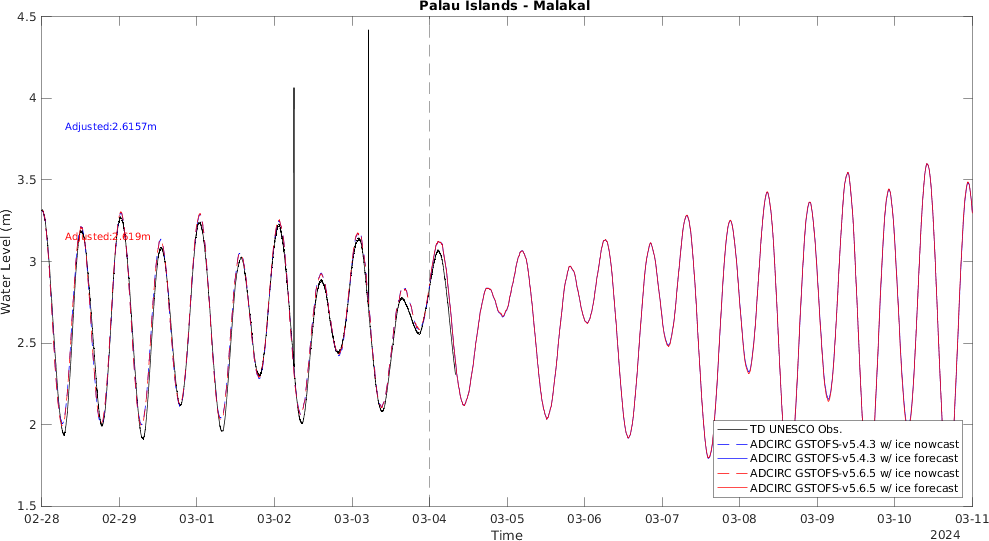 Palau Islands - Malakal
4.5
4
3.5
3
2.5
2
1.5
Water Level (m)
Adjusted:2.6157m
Adjusted:2.619m
TD UNESCO Obs.
ADCIRC GSTOFS-v5.4.3 w/ ice nowcast
ADCIRC GSTOFS-v5.4.3 w/ ice forecast
ADCIRC GSTOFS-v5.6.5 w/ ice nowcast
ADCIRC GSTOFS-v5.6.5 w/ ice forecast
02-28 02-29 03-01 03-02 03-03 03-04 03-05 03-06 03-07 03-08 03-09 03-10 03-11
Time
2024